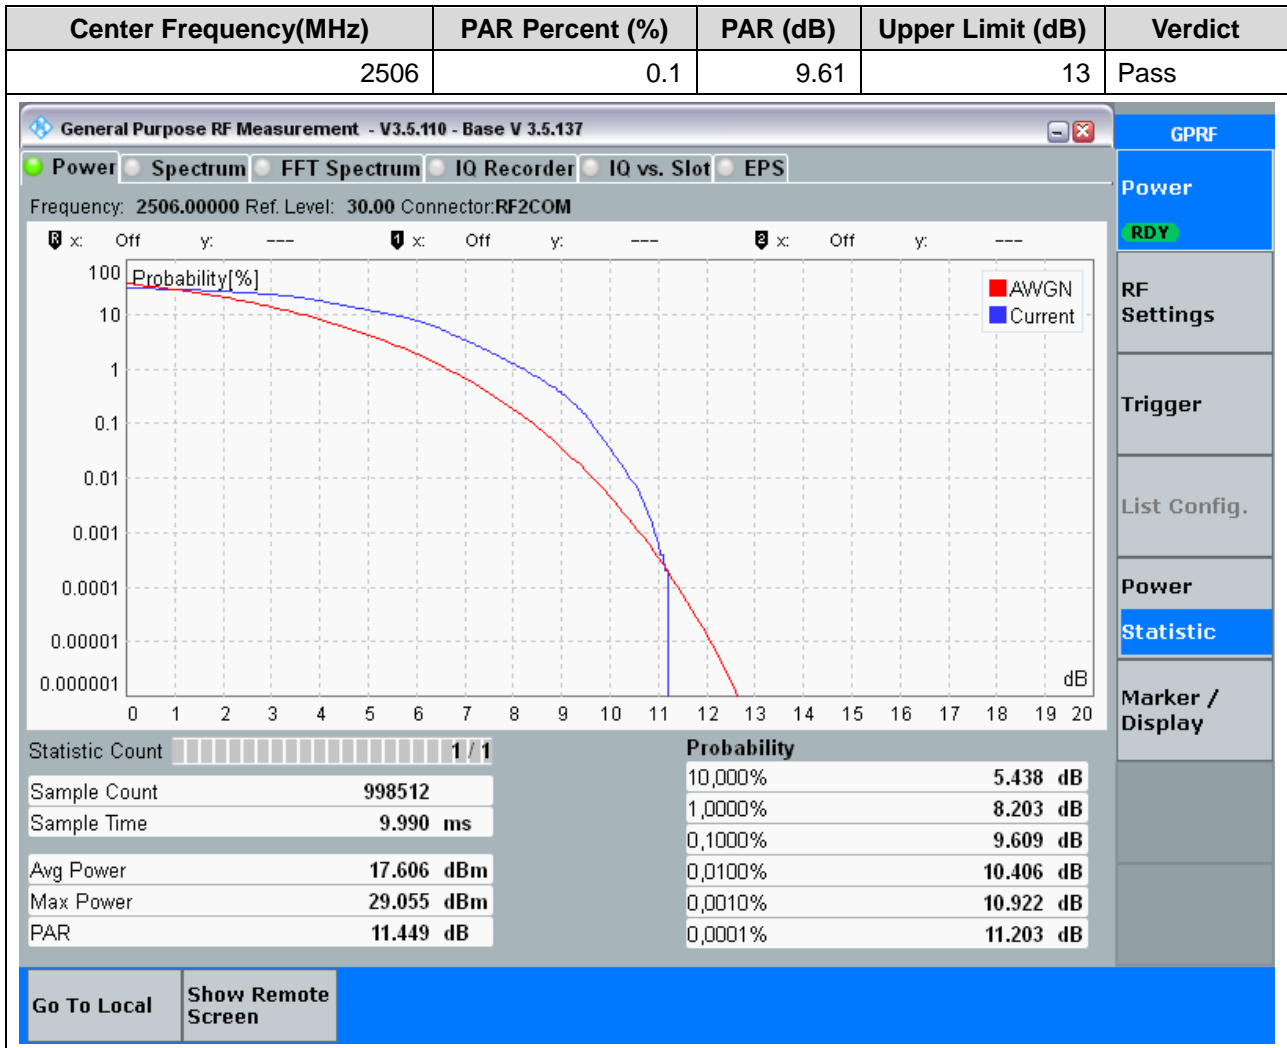 Center Frequency(MHz) PAR Percent (%) PAR (dB) Upper Limit (dB) Verdict
2506 0.1 9.61 13 Pass
General Purpose RF Measurement - V3.5.110 - Base V 3.5.137
GPRF
Power Spectrum FFT Spectrum IQ Recorder IQ vs. Slot EPS
Frequency: 2506.00000 Ref. Level: 30.00 Connector:RF2COM
R x: Off y: --- 1 x: Off y: --- 2 x: Off y: ---
Probability[%]
AWGN
Current
100
10
1
0.1
0.01
0.001
0.0001
0.00001
0.000001
dB
0 1 2 3 4 5 6 7 8 9 10 11 12 13 14 15 16 17 18 19 20
Statistic Count 1 / 1
Sample Count 998512
Sample Time 9.990 ms
Avg Power 17.606 dBm
Max Power 29.055 dBm
PAR 11.449 dB
Probability
10,000% 5.438 dB
1,0000% 8.203 dB
0,1000% 9.609 dB
0,0100% 10.406 dB
0,0010% 10.922 dB
0,0001% 11.203 dB
Power
RDY
RF
Settings
Trigger
List Config.
Power
Statistic
Marker /
Display
Go To Local
Show Remote
Screen